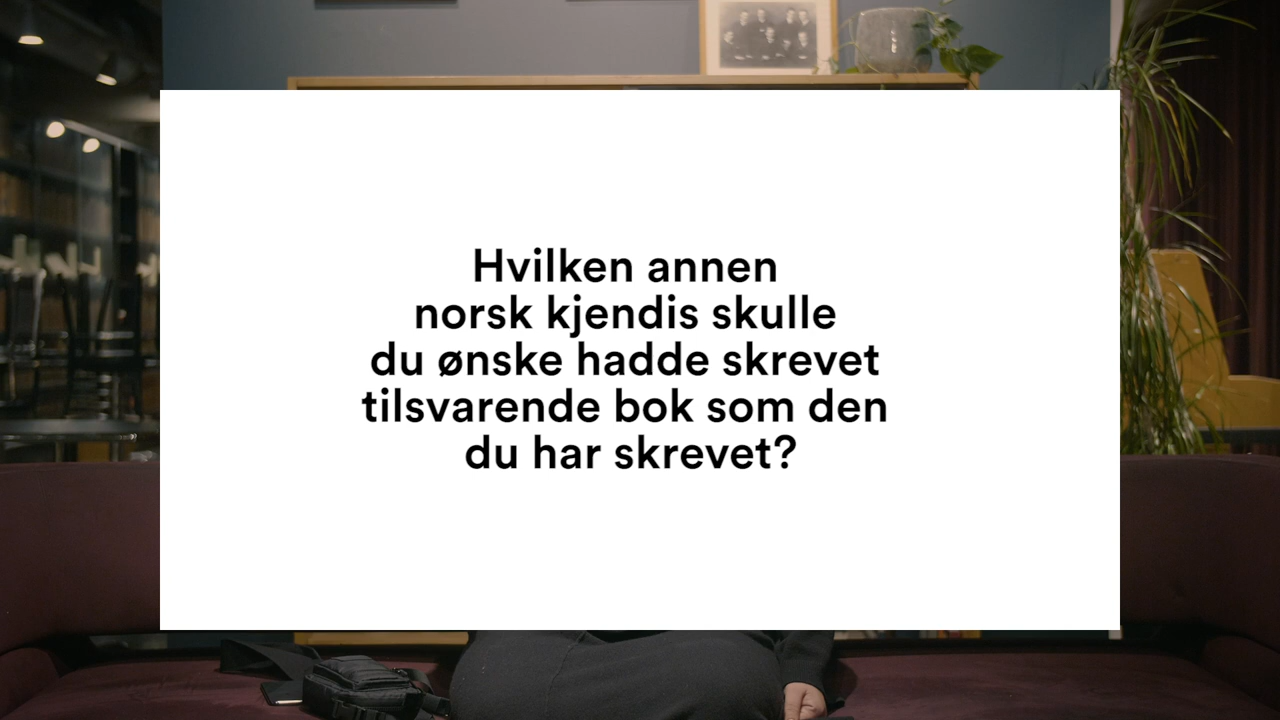 Hvilken annen
norsk kjendis skulle
du ønske hadde skrevet
tilsvarende bok som den
du har skrevet?